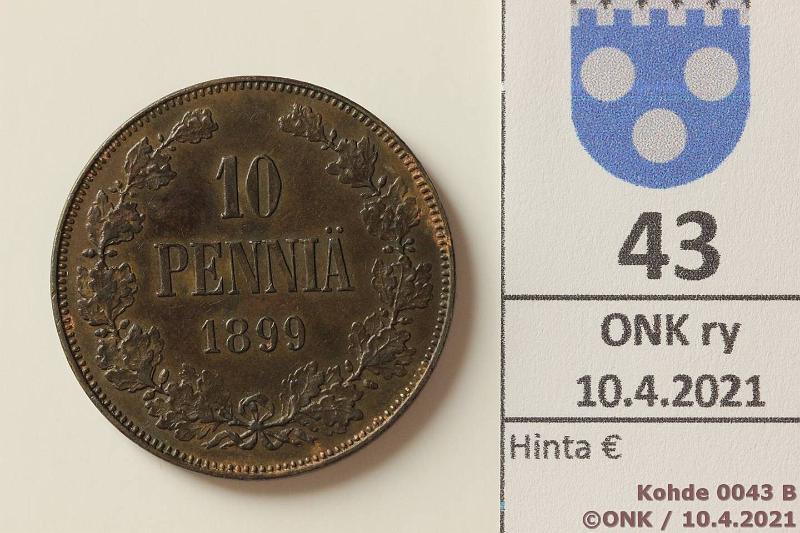 10
PENNIÄ
1899
43
ONK ry
10.4.2021
Hinta €
Kohde 0043 B
©ONK / 10.4.2021